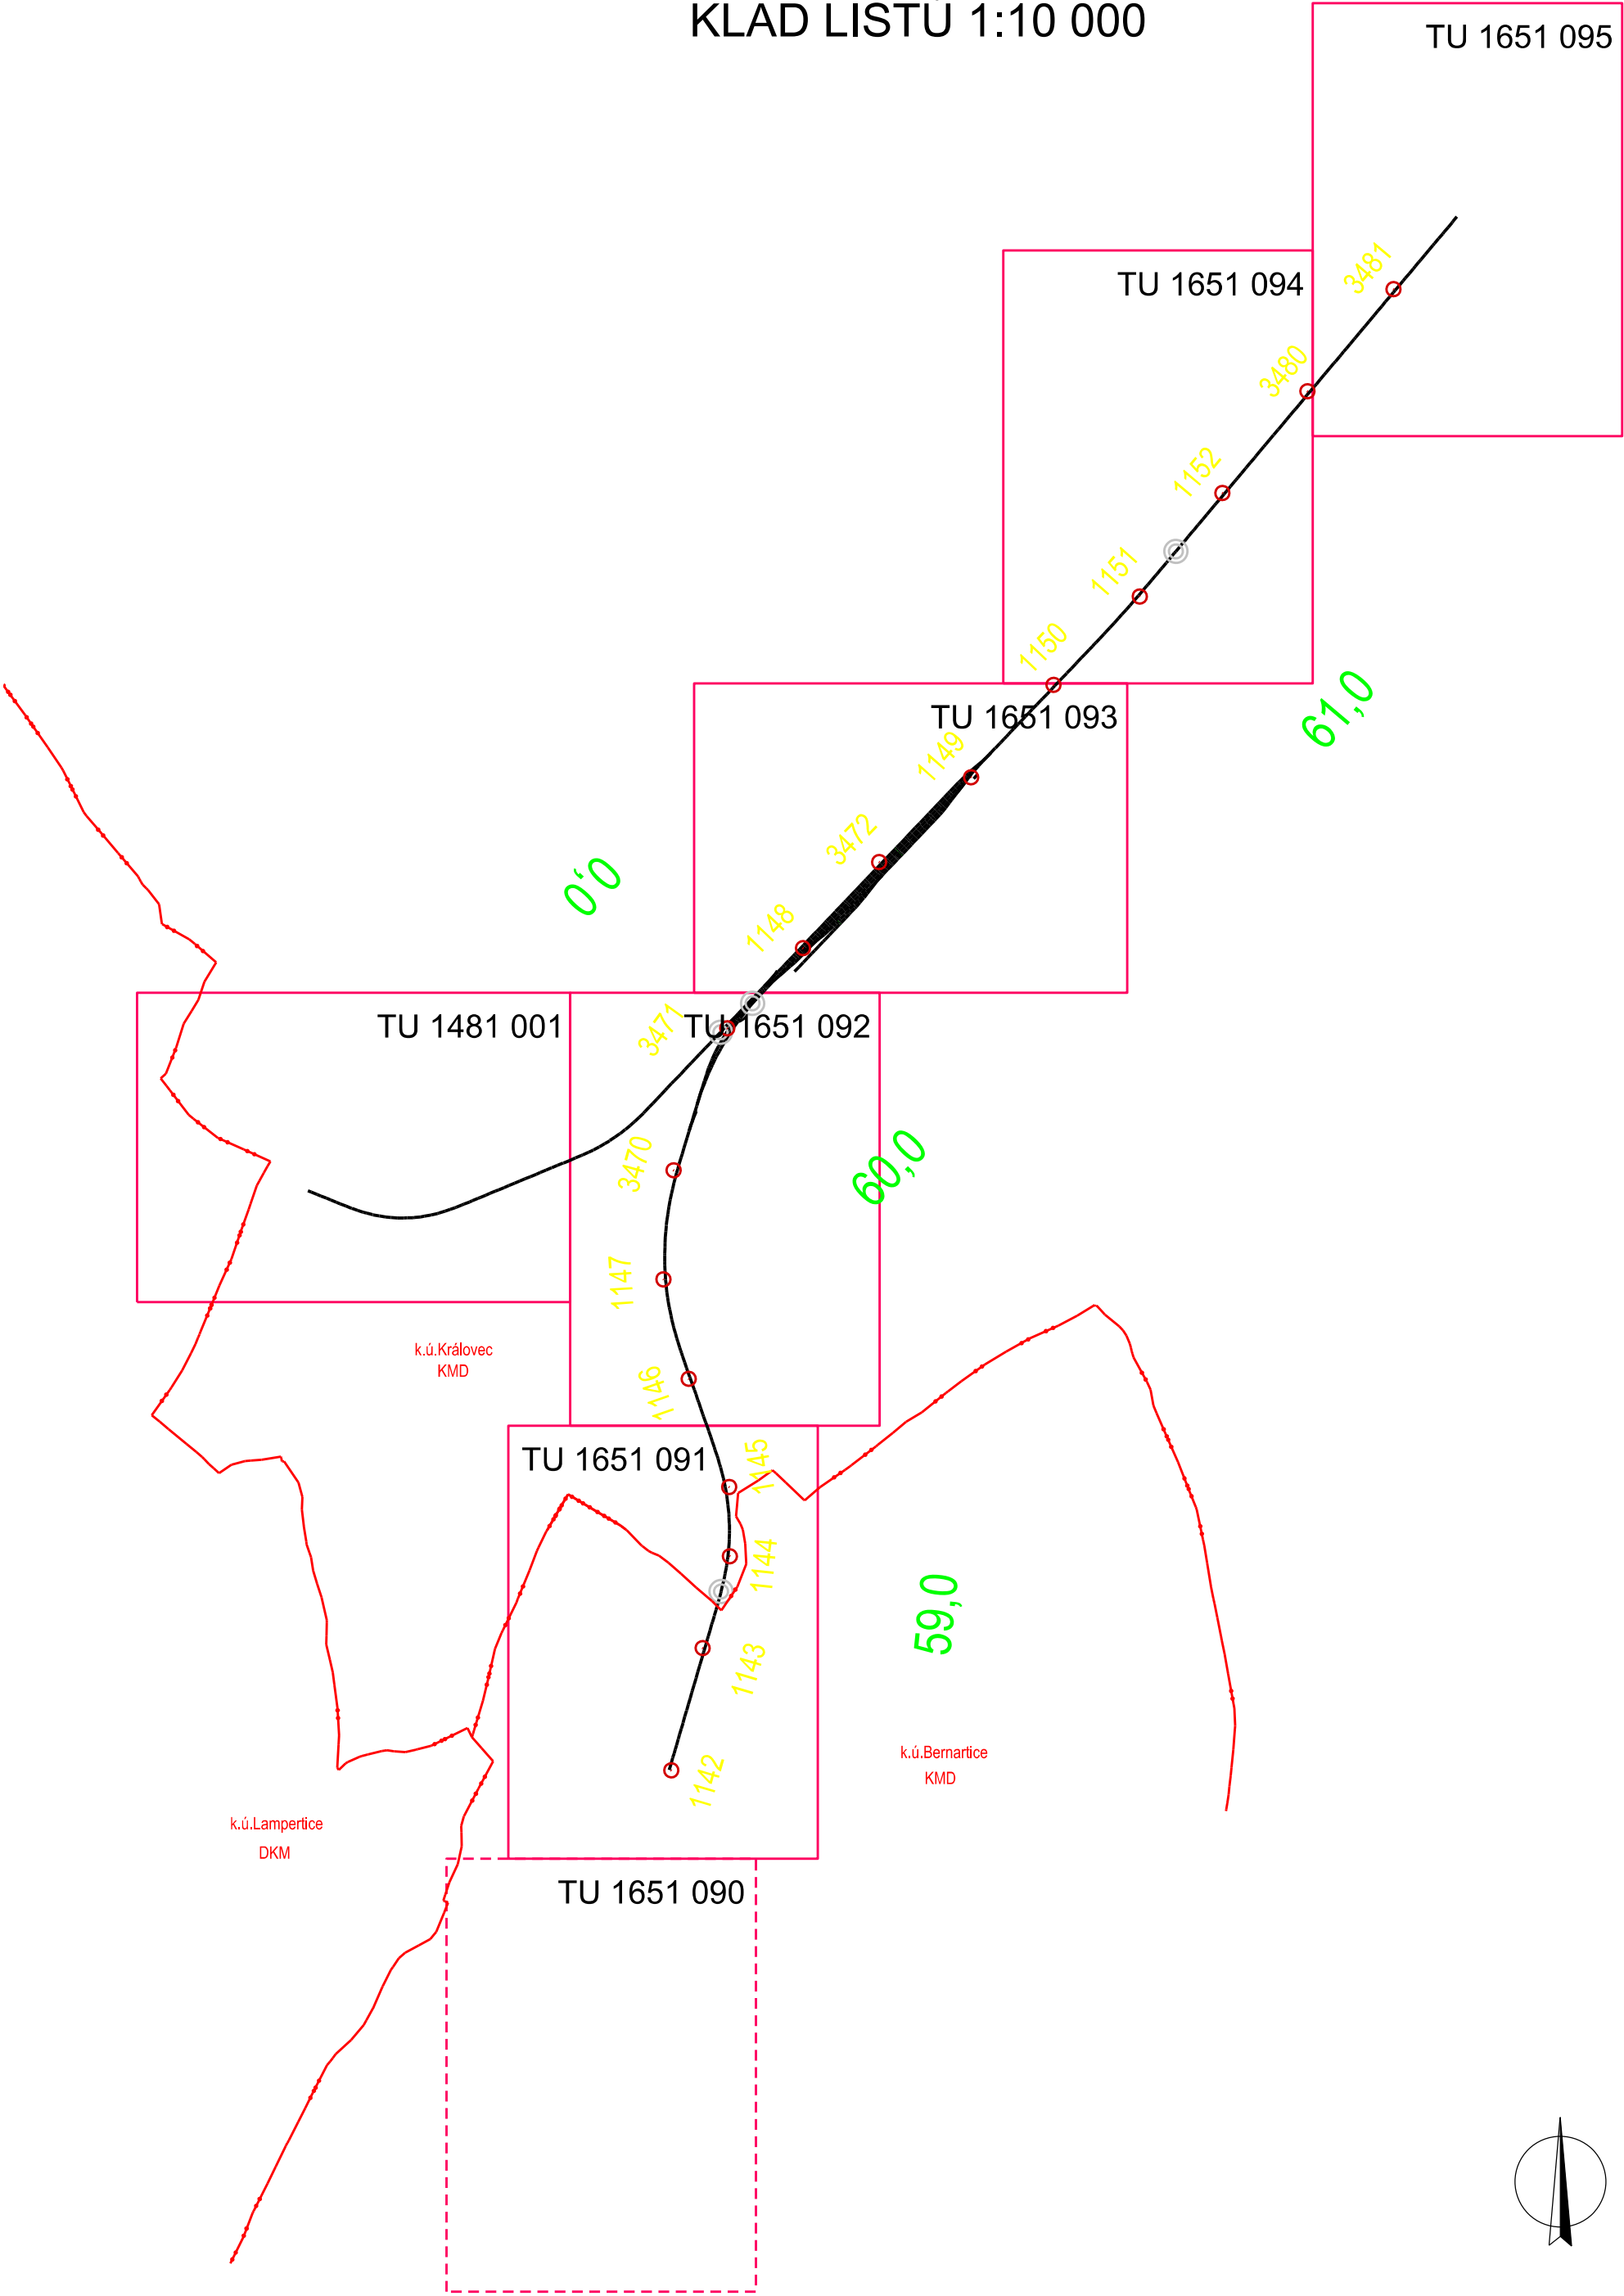 KLAD LISTŮ 1:10 000
TU 1651 095
TU 1651 094
3481
3480
1152
1151
1150
TU 1651 093
61,0
1149
3472
0,0
1148
TU 1481 001
3471
TU 1651 092
3470
60,0
1147
k.ú.Královec
KMD
1146
TU 1651 091
1145
1144
59,0
1143
k.ú.Bernartice
KMD
1142
k.ú.Lampertice
DKM
TU 1651 090